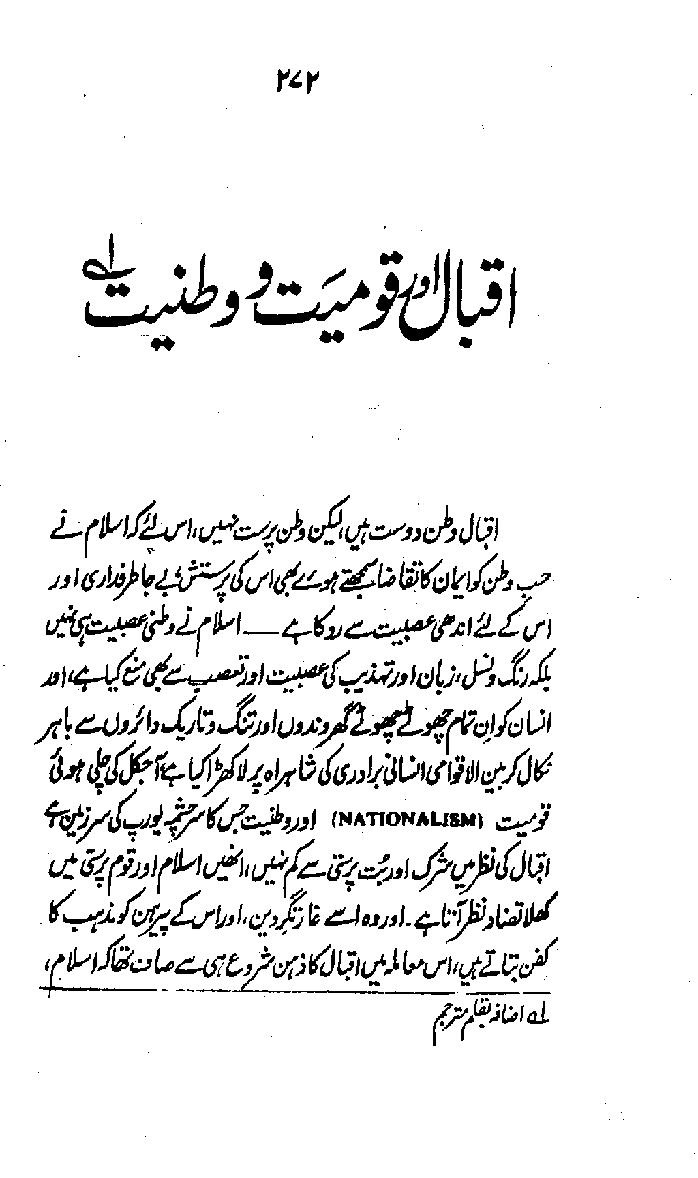 ۲۷۲
اقبال اور قومیت و وطنیت لے
اقبال وطن دوست ہیں، لیکن وطن پرست نہیں، اس لئے کہ اسلام نے
حب وطن کو ایمان کا تقاضا سمجھتے ہوئے بھی اس کی پرستش، بے جا طرفداری اور
اس کے لئے اندھی عصبیت سے روکا ہے — اسلام نے وطنی عصبیت ہی نہیں
بلکہ رنگ و نسل، زبان اور تہذیب کی عصبیت اور تعصب سے بھی منع کیا ہے، اور
انسان کو ان تمام چھوٹے چھوٹے گھروندوں اور تنگ و تاریک دائروں سے باہر
نکال کر بین الاقوامی انسانی برادری کی شاہراہ پر لا کھڑا کیا ہے، آجکل کی چلی ہوئی
قومیت (NATIONALISM) اور وطنیت جس کا سرچشمہ یورپ کی سرزمین ہے
اقبال کی نظر میں شرک اور بُت پرستی سے کم نہیں، انھیں اسلام اور قوم پرستی میں
کھلا تضاد نظر آتا ہے۔ اور وہ اسے غارتگر دین، اور اس کے پیرہن کو مذہب کا
کفن بتاتے ہیں، اس معاملہ میں اقبال کا ذہن شروع ہی سے صاف تھا کہ اسلام،
لے اضافہ بقلم مترجم